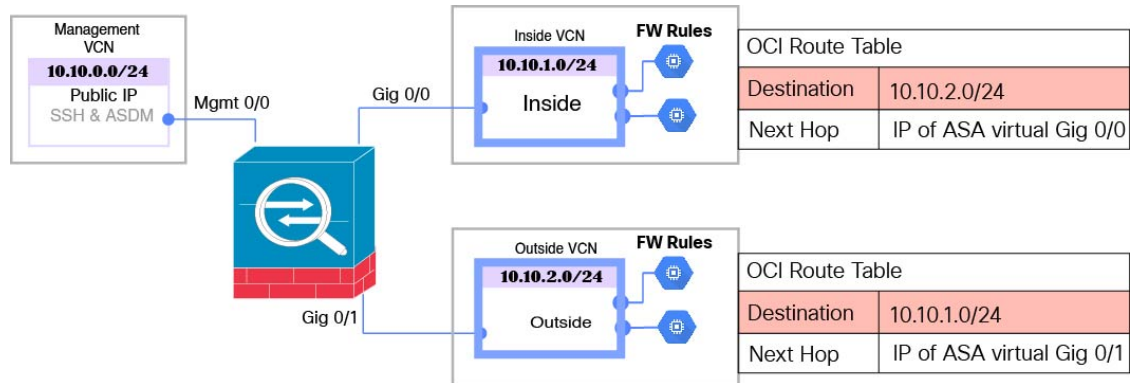 Management
VCN
10.10.0.0/24
Public IP
SSH & ASDM
Mgmt 0/0
Gig 0/0
Inside VCN
10.10.1.0/24
Inside
FW Rules
OCI Route Table
Destination 10.10.2.0/24
Next Hop IP of ASA virtual Gig 0/0
Gig 0/1
Outside VCN
10.10.2.0/24
Outside
FW Rules
OCI Route Table
Destination 10.10.1.0/24
Next Hop IP of ASA virtual Gig 0/1